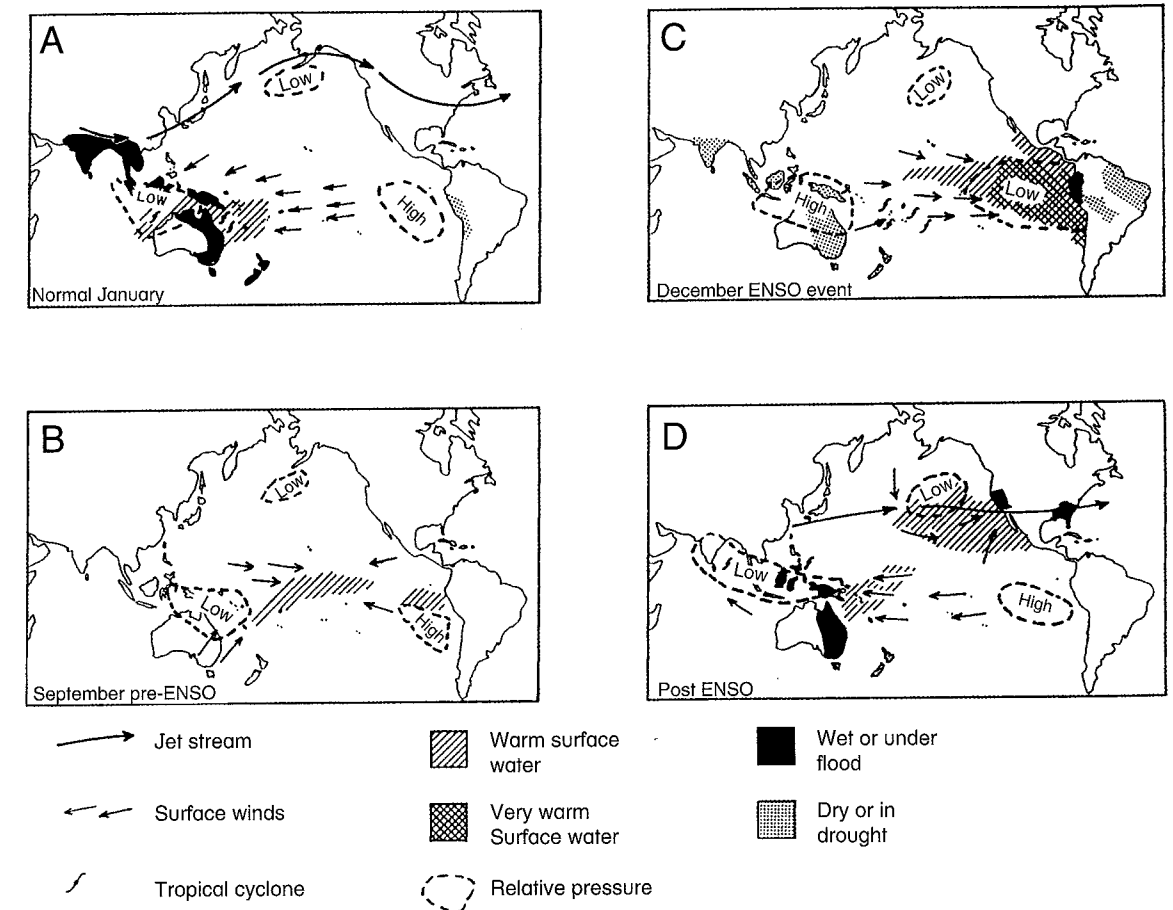 A
Low
Low
High
Normal January
C
Low
High
Low
December ENSO event
B
Low
Low
High
September pre-ENSO
D
Low
Low
High
Post ENSO
Jet stream
Surface winds
Tropical cyclone
Warm surface
water
Very warm
Surface water
Relative pressure
Wet or under
flood
Dry or in
drought